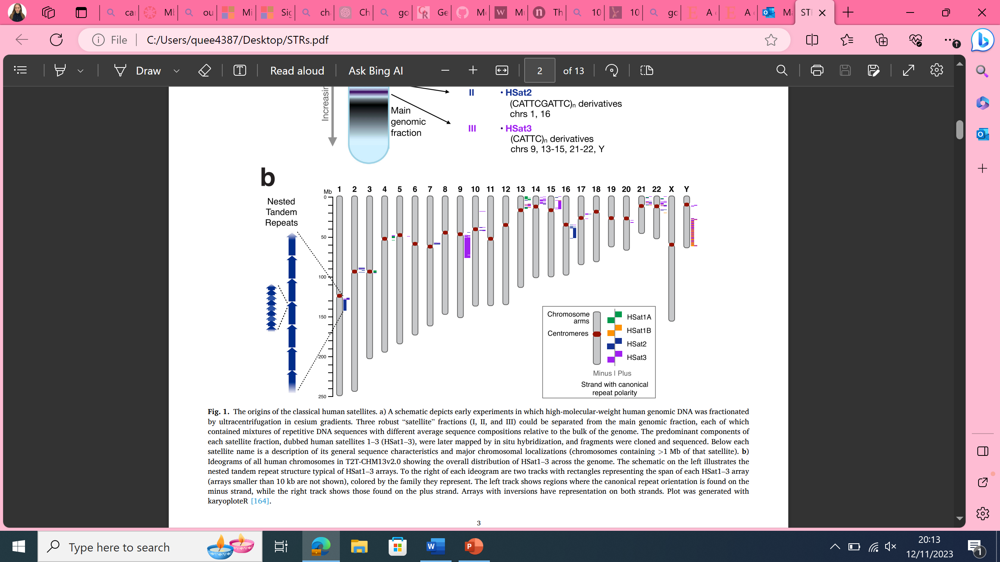 ca
M
ou
Mi
Sig
ch
Ch
go
Ge
M
W
M
n
Th
10
10
go
A
A
M
ST
File
C:/Users/quee4387/Desktop/STRs.pdf
Draw
Read aloud
Ask Bing AI
2
of 13
Increasin
Main
genomic
fraction
II
• HSat2
(CATTCGATTC)n derivatives
chrs 1, 16
III
• HSat3
(CATTC)n derivatives
chrs 9, 13-15, 21-22, Y
b
Nested
Tandem
Repeats
Mb
1 2 3 4 5 6 7 8 9 10 11 12 13 14 15 16 17 18 19 20 21 22 X Y
0
50
100
150
200
250
Chromosome
arms
Centromeres
HSat1A
HSat1B
HSat2
HSat3
Minus | Plus
Strand with canonical
repeat polarity
Fig. 1. The origins of the classical human satellites. a) A schematic depicts early experiments in which high-molecular-weight human genomic DNA was fractionated
by ultracentrifugation in cesium gradients. Three robust “satellite” fractions (I, II, and III) could be separated from the main genomic fraction, each of which
contained mixtures of repetitive DNA sequences with different average sequence compositions relative to the bulk of the genome. The predominant components of
each satellite fraction, dubbed human satellites 1–3 (HSat1–3), were later mapped by in situ hybridization, and fragments were cloned and sequenced. Below each
satellite name is a description of its general sequence characteristics and major chromosomal localizations (chromosomes containing >1 Mb of that satellite). b)
Ideograms of all human chromosomes in T2T-CHM13v2.0 showing the overall distribution of HSat1–3 across the genome. The schematic on the left illustrates the
nested tandem repeat structure typical of HSat1–3 arrays. To the right of each ideogram are two tracks with rectangles representing the span of each HSat1–3 array
(arrays smaller than 10 kb are not shown), colored by the family they represent. The left track shows regions where the canonical repeat orientation is found on the
minus strand, while the right track shows those found on the plus strand. Arrays with inversions have representation on both strands. Plot was generated with
karyoploteR [164].
3
Type here to search
20:13
12/11/2023
1